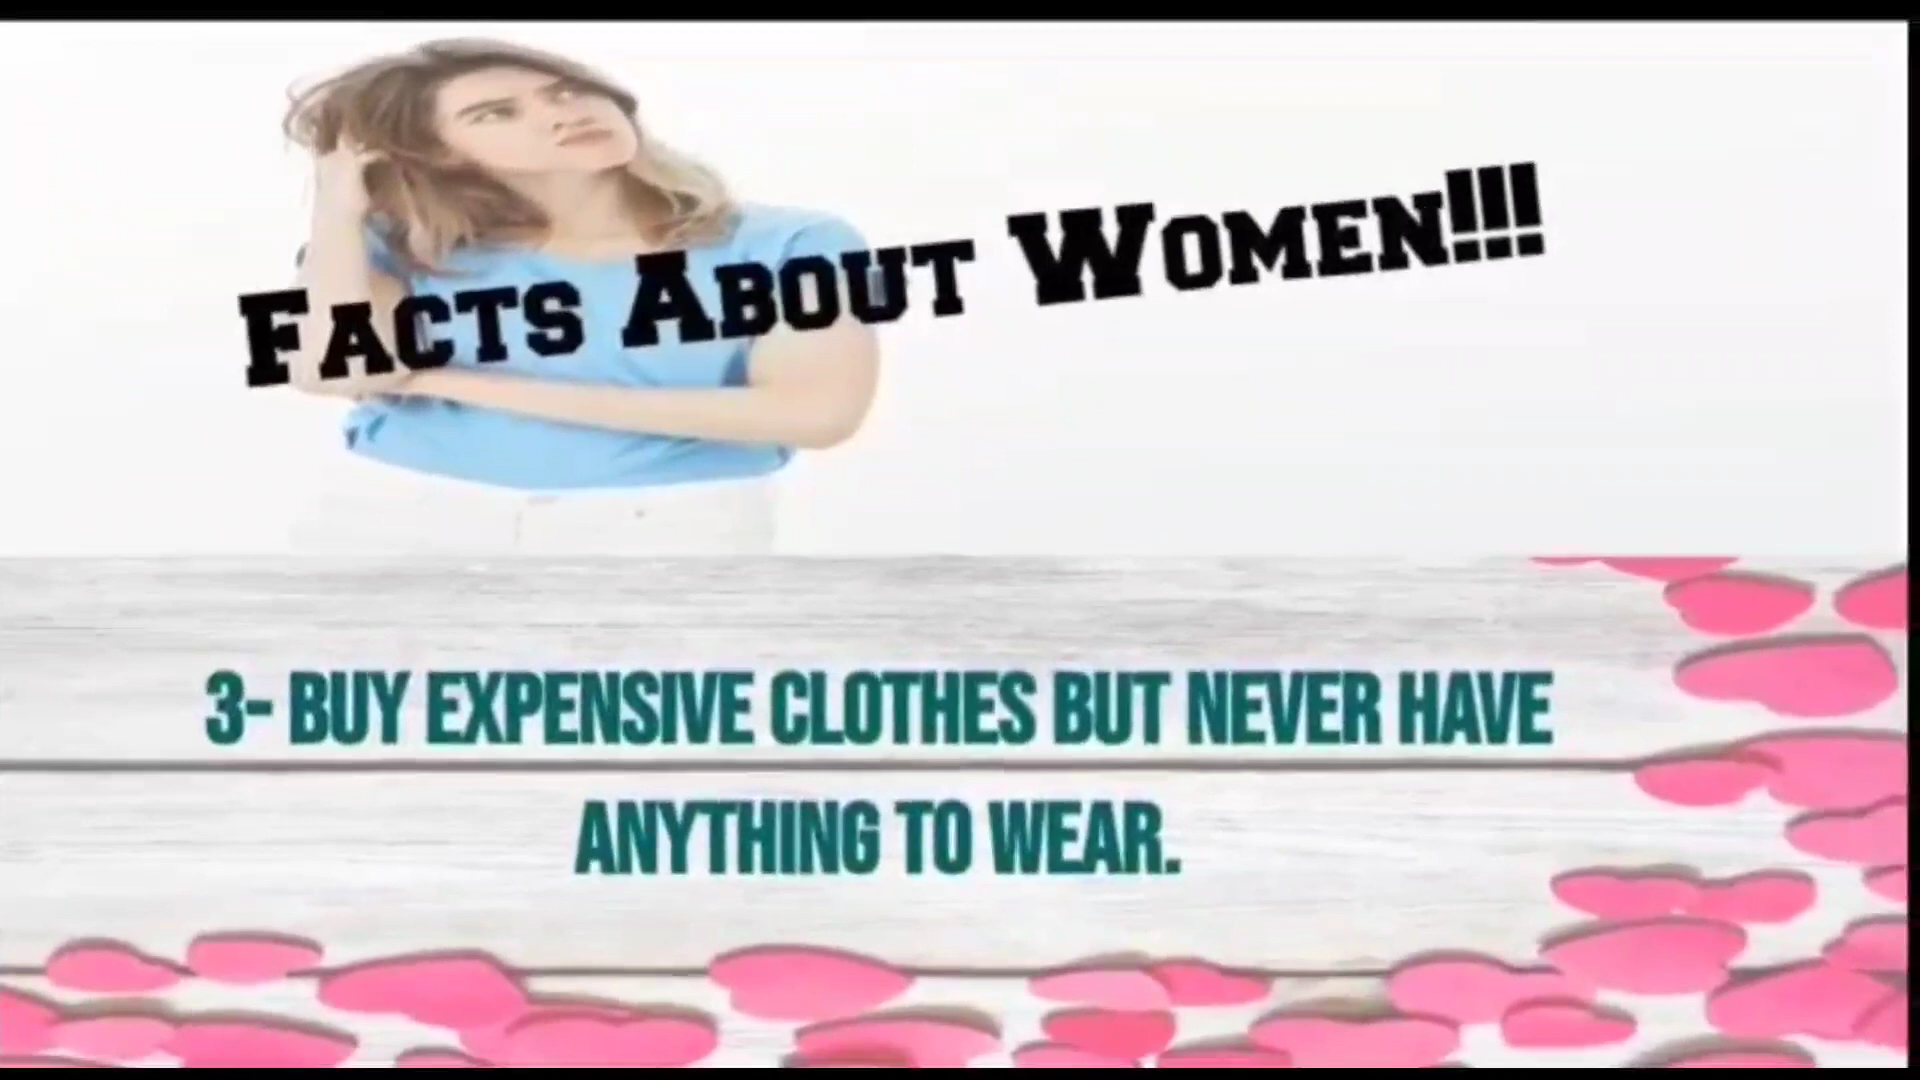 Facts About Women!!!
3- BUY EXPENSIVE CLOTHES BUT NEVER HAVE
ANYTHING TO WEAR.